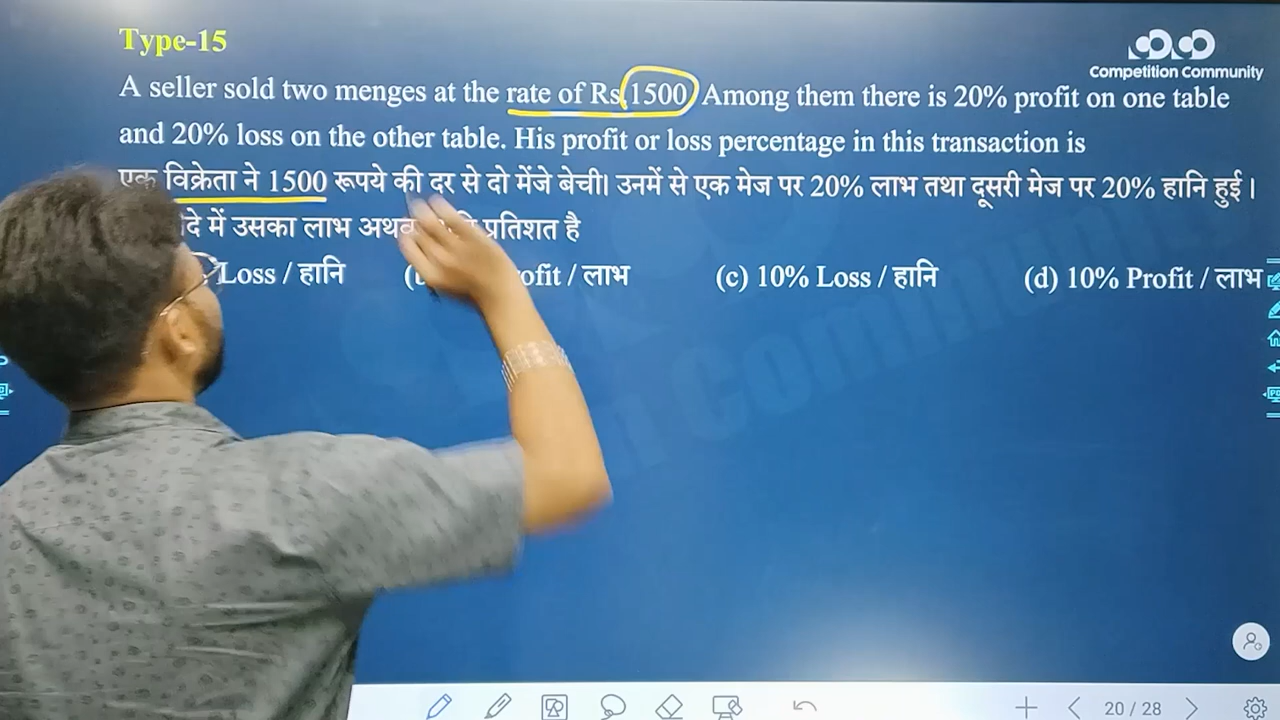 Type-15
Competition Community
A seller sold two menges at the rate of Rs.1500 Among them there is 20% profit on one table
and 20% loss on the other table. His profit or loss percentage in this transaction is
एक विक्रेता ने 1500 रूपये की दर से दो मेंजे बेची। उनमें से एक मेज पर 20% लाभ तथा दूसरी मेज पर 20% हानि हुई।
में उसका लाभ प्रतिशत है
Loss / हानि / लाभ (c) 10% Loss / हानि (d) 10% Profit / लाभ
20 / 28